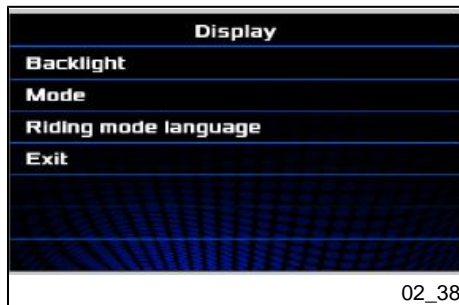 Display
Backlight
Mode
Riding mode language
Exit
02_38